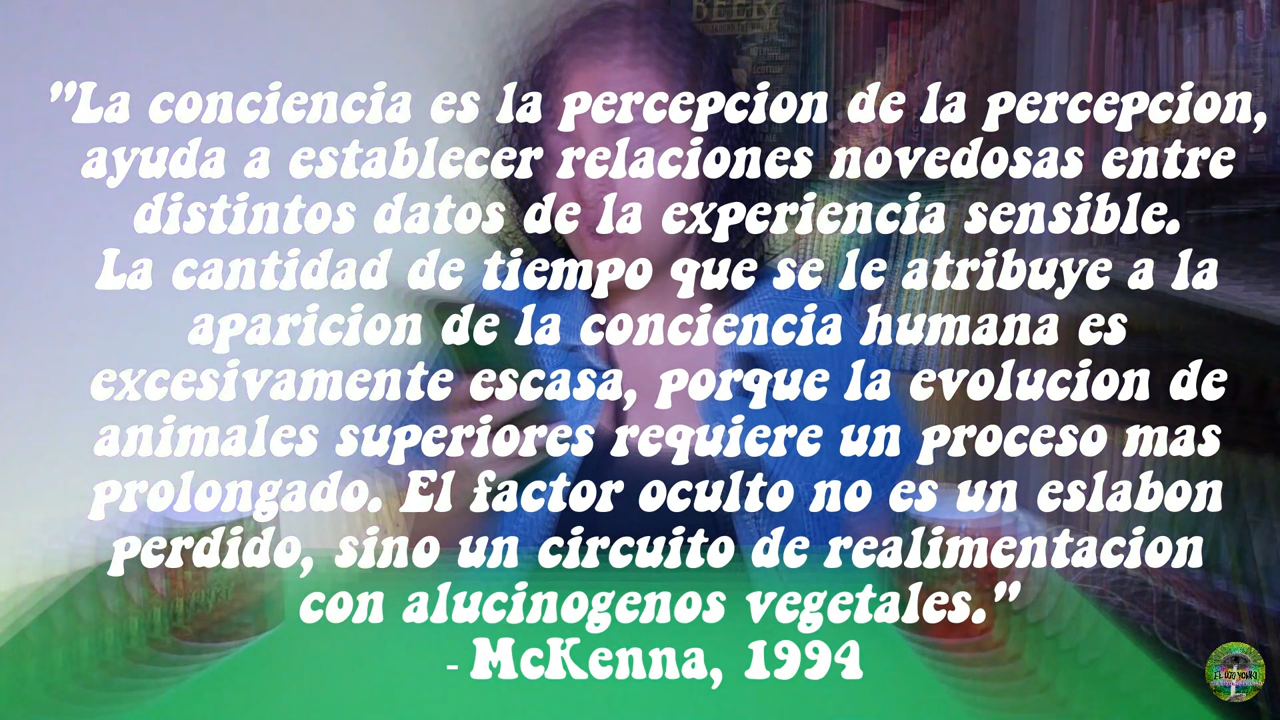 BEER
"La conciencia es la percepcion de la percepcion,
ayuda a establecer relaciones novedosas entre
distintos datos de la experiencia sensible.
La cantidad de tiempo que se le atribuye a la
aparicion de la conciencia humana es
excesivamente escasa, porque la evolucion de
animales superiores requiere un proceso mas
prolongado. El factor oculto no es un eslabon
perdido, sino un circuito de realimentacion
con alucinogenos vegetales."
- McKenna, 1994